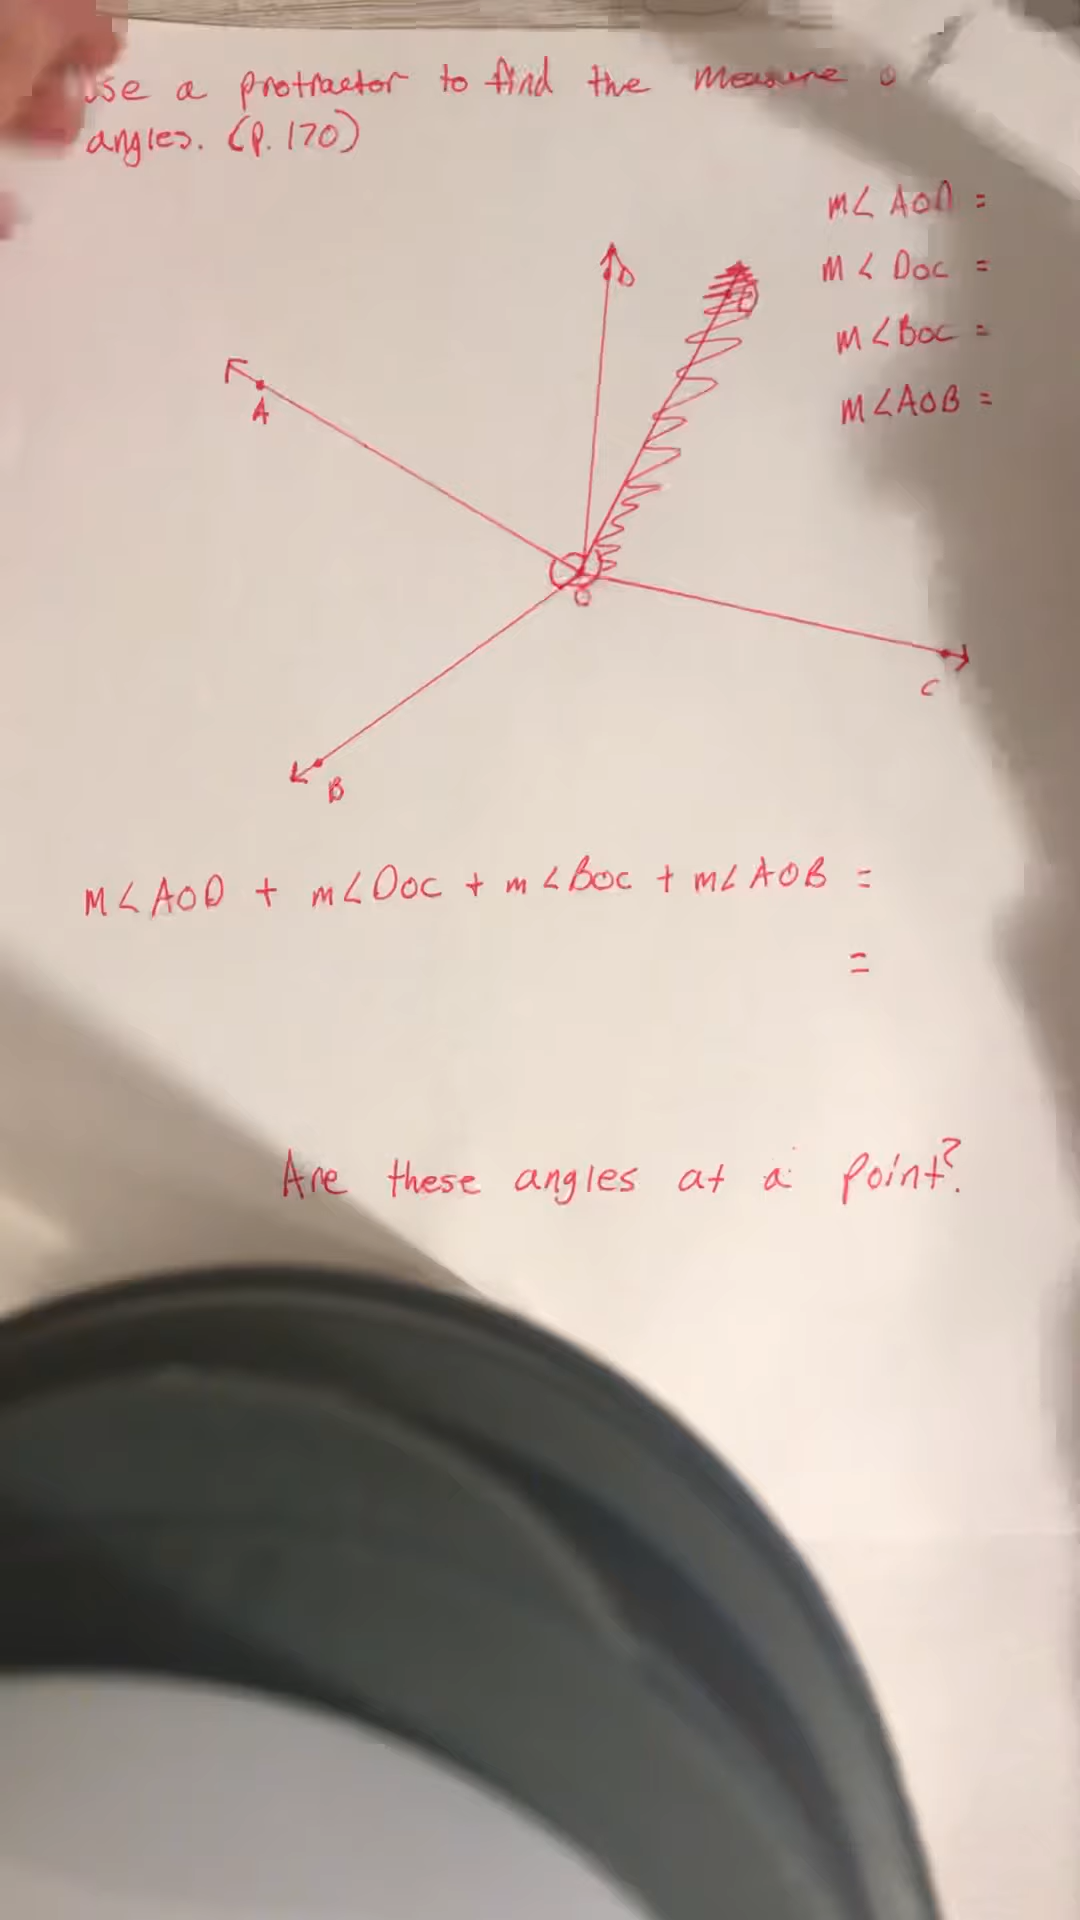 use a protractor to find the measure
angles. (P. 170)
m∠ AOD =
m∠ DOC =
m∠BOC =
m∠AOB =
D
A
O
C
B
m∠AOD + m∠DOC + m∠BOC + m∠AOB =
=
Are these angles at a point?